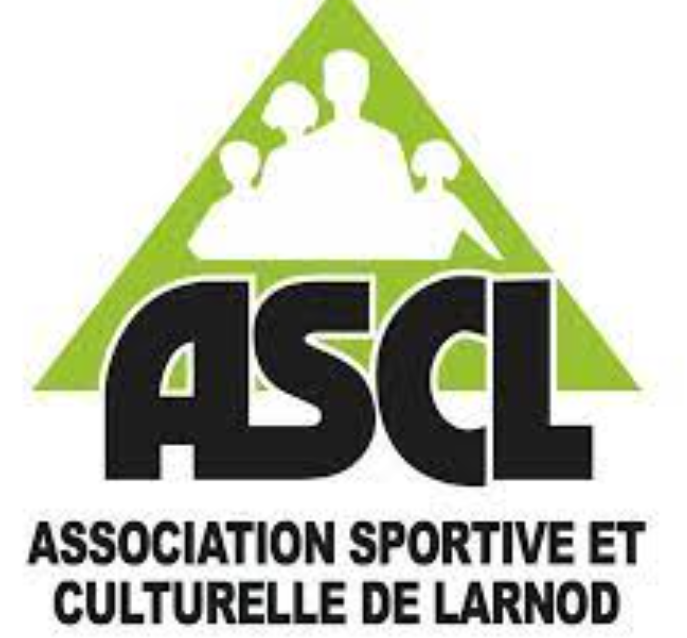 ASCL
ASSOCIATION SPORTIVE ET
CULTURELLE DE LARNOD